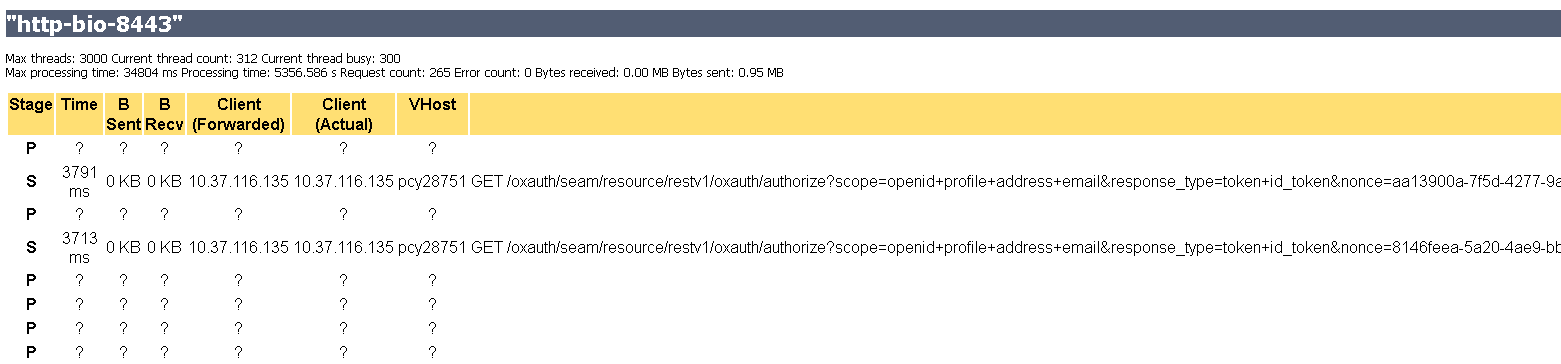 "http-bio-8443"
Max threads: 3000 Current thread count: 312 Current thread busy: 300
Max processing time: 34804 ms Processing time: 5356.586 s Request count: 265 Error count: 0 Bytes received: 0.00 MB Bytes sent: 0.95 MB
Stage Time B Sent B Recv Client (Forwarded) Client (Actual) VHost
P ? ? ? ? ? ?
S 3791 ms 0 KB 0 KB 10.37.116.135 10.37.116.135 pcy28751 GET /oxauth/seam/resource/restv1/oxauth/authorize?scope=openid+profile+address+email&response_type=token+id_token&nonce=aa13900a-7f5d-4277-9a
P ? ? ? ? ? ?
S 3713 ms 0 KB 0 KB 10.37.116.135 10.37.116.135 pcy28751 GET /oxauth/seam/resource/restv1/oxauth/authorize?scope=openid+profile+address+email&response_type=token+id_token&nonce=8146feea-5a20-4ae9-bb
P ? ? ? ? ? ?
P ? ? ? ? ? ?
P ? ? ? ? ? ?
P ? ? ? ? ? ?